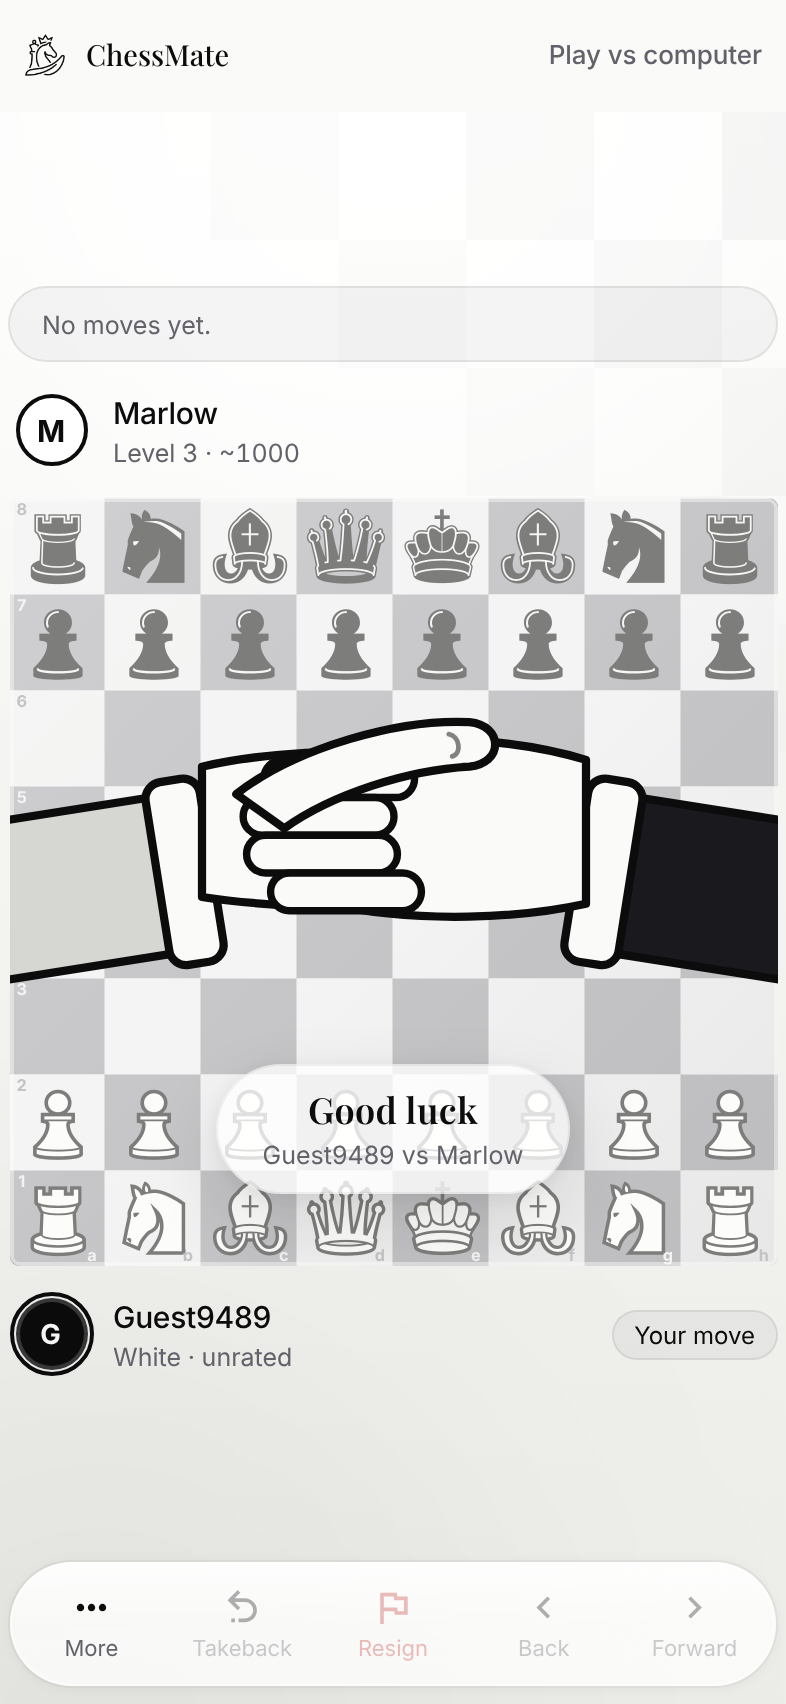 ChessMate
Play vs computer
No moves yet.
M
Marlow
Level 3 · ~1000
8
7
6
5
3
2
1
a
b
c
d
e
f
g
h
Good luck
Guest9489 vs Marlow
G
Guest9489
White · unrated
Your move
More
Takeback
Resign
Back
Forward